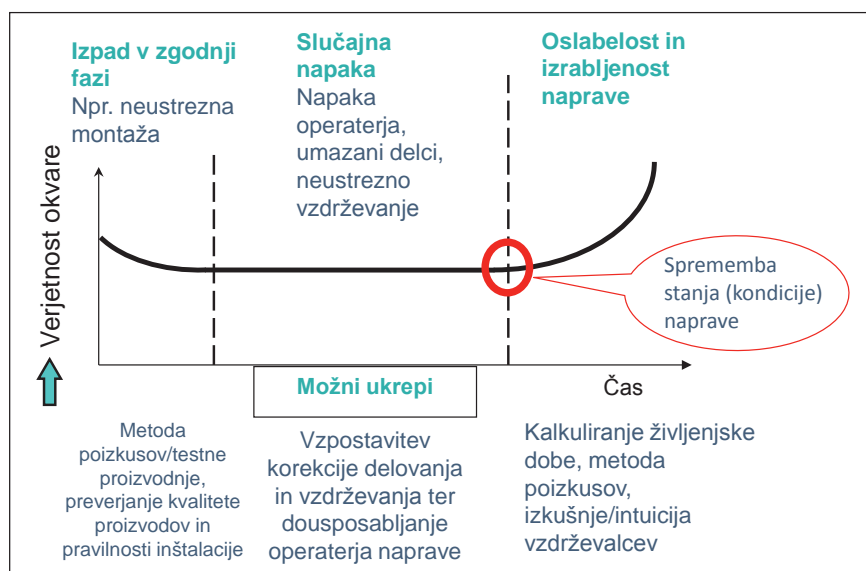 Izpad v zgodnji
fazi
Npr. neustrezna
montaža
Slučajna
napaka
Napaka
operaterja,
umazani delci,
neustrezno
vzdrževanje
Oslabelost in
izrabljenost
naprave
Verjetnost okvare
Sprememba
stanja (kondicije)
naprave
Možni ukrepi
Čas
Metoda
poizkusov/testne
proizvodnje,
preverjanje kvalitete
proizvodov in
pravilnosti inštalacije
Vzpostavitev
korekcije delovanja
in vzdrževanja ter
dousposabljanje
operaterja naprave
Kalkuliranje življenjske
dobe, metoda
poizkusov,
izkušnje/intuicija
vzdrževalcev